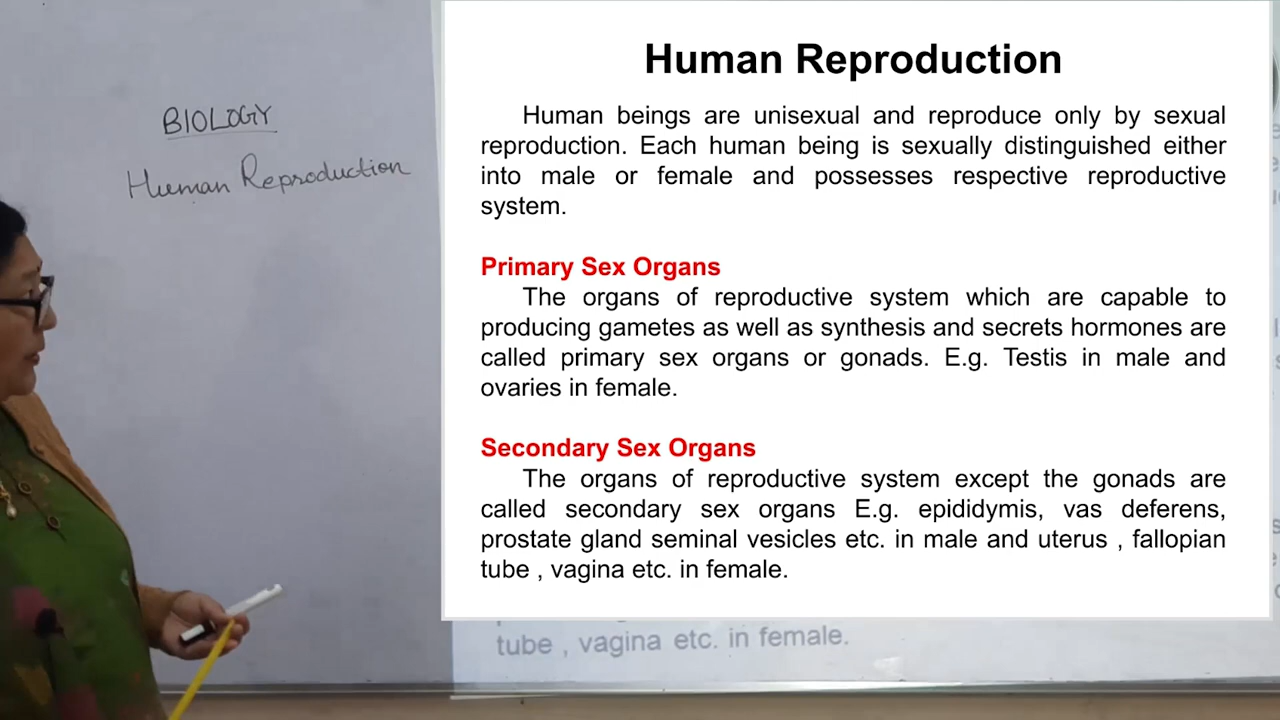 BIOLOGY
Human Reproduction
Human Reproduction
Human beings are unisexual and reproduce only by sexual
reproduction. Each human being is sexually distinguished either
into male or female and possesses respective reproductive
system.
Primary Sex Organs
The organs of reproductive system which are capable to
producing gametes as well as synthesis and secrets hormones are
called primary sex organs or gonads. E.g. Testis in male and
ovaries in female.
Secondary Sex Organs
The organs of reproductive system except the gonads are
called secondary sex organs E.g. epididymis, vas deferens,
prostate gland seminal vesicles etc. in male and uterus , fallopian
tube , vagina etc. in female.
tube , vagina etc. in female.